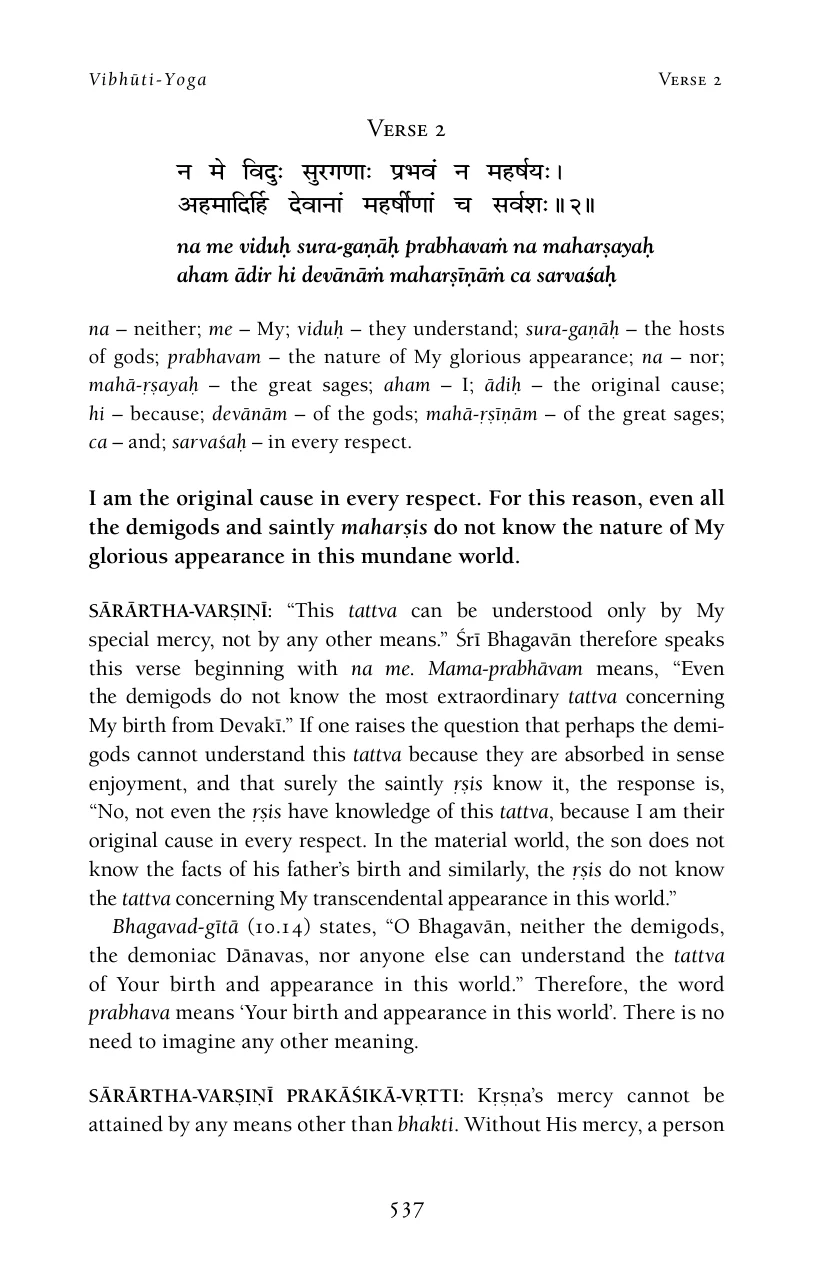 Vibhūti-Yoga Verse 2
Verse 2
न मे विदुः सुरगणाः प्रभवं न महर्षयः।
अहमादिर्हि देवानां महर्षीणां च सर्वशः॥२॥
na me viduḥ sura-gaṇāḥ prabhavaṁ na maharṣayaḥ
aham ādir hi devānāṁ maharṣīṇāṁ ca sarvaśaḥ
na – neither; me – My; viduḥ – they understand; sura-gaṇāḥ – the hosts
of gods; prabhavam – the nature of My glorious appearance; na – nor;
mahā-ṛṣayaḥ – the great sages; aham – I; ādiḥ – the original cause;
hi – because; devānām – of the gods; mahā-ṛṣīṇām – of the great sages;
ca – and; sarvaśaḥ – in every respect.
I am the original cause in every respect. For this reason, even all
the demigods and saintly maharṣis do not know the nature of My
glorious appearance in this mundane world.
SĀRĀRTHA-VARṢIṆĪ: “This tattva can be understood only by My
special mercy, not by any other means.” Śrī Bhagavān therefore speaks
this verse beginning with na me. Mama-prabhāvam means, “Even
the demigods do not know the most extraordinary tattva concerning
My birth from Devakī.” If one raises the question that perhaps the demi-
gods cannot understand this tattva because they are absorbed in sense
enjoyment, and that surely the saintly ṛṣis know it, the response is,
“No, not even the ṛṣis have knowledge of this tattva, because I am their
original cause in every respect. In the material world, the son does not
know the facts of his father’s birth and similarly, the ṛṣis do not know
the tattva concerning My transcendental appearance in this world.”
Bhagavad-gītā (10.14) states, “O Bhagavān, neither the demigods,
the demoniac Dānavas, nor anyone else can understand the tattva
of Your birth and appearance in this world.” Therefore, the word
prabhava means ‘Your birth and appearance in this world’. There is no
need to imagine any other meaning.
SĀRĀRTHA-VARṢIṆĪ PRAKĀŚIKĀ-VṚTTI: Kṛṣṇa’s mercy cannot be
attained by any means other than bhakti. Without His mercy, a person
537